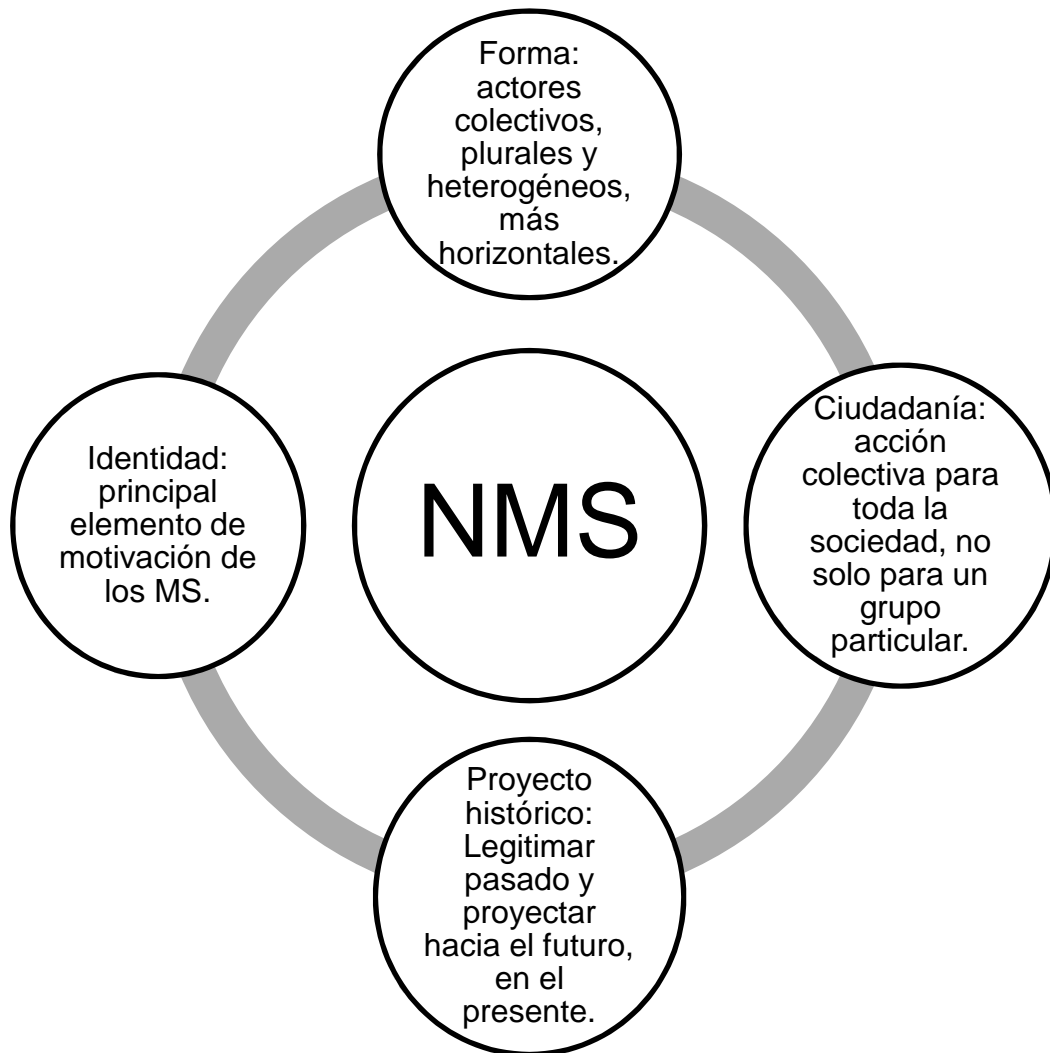 Forma:
actores
colectivos,
plurales y
heterogéneos,
más
horizontales.
Identidad:
principal
elemento de
motivación de
los MS.
NMS
Ciudadanía:
acción
colectiva para
toda la
sociedad, no
solo para un
grupo
particular.
Proyecto
histórico:
Legitimar
pasado y
proyectar
hacia el futuro,
en el
presente.